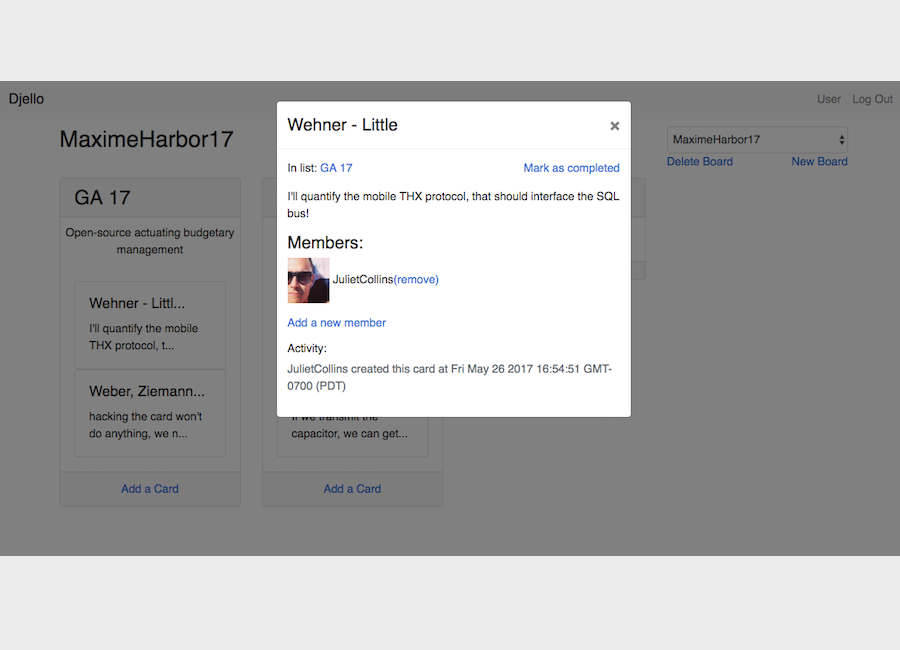 Djello
User
Log Out
MaximeHarbor17
MaximeHarbor17
Delete Board
New Board
GA 17
Open-source actuating budgetary
management
Wehner - Littl...
I'll quantify the mobile
THX protocol, t...
Weber, Ziemann...
hacking the card won't
do anything, we n...
Add a Card
If we transmit the
capacitor, we can get...
Add a Card
Wehner - Little
×
In list: GA 17
Mark as completed
I'll quantify the mobile THX protocol, that should interface the SQL
bus!
Members:
JulietCollins(remove)
Add a new member
Activity:
JulietCollins created this card at Fri May 26 2017 16:54:51 GMT-
0700 (PDT)